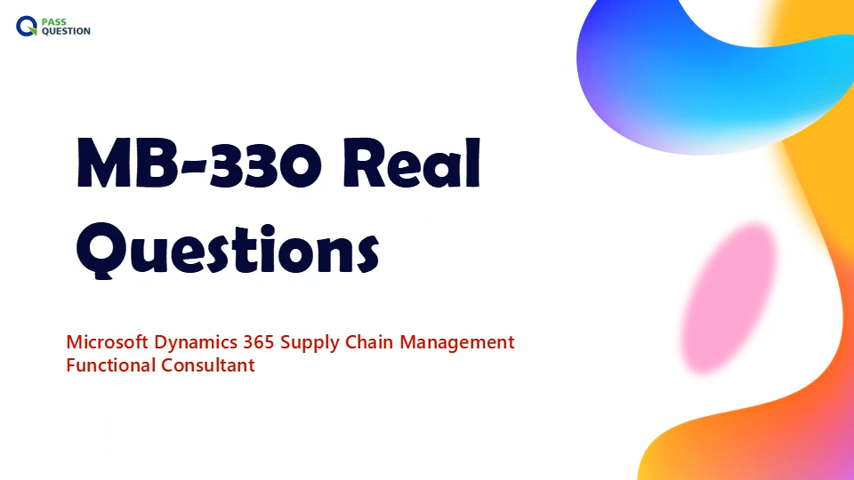 PASS
QUESTION
MB-330 Real
Questions
Microsoft Dynamics 365 Supply Chain Management
Functional Consultant